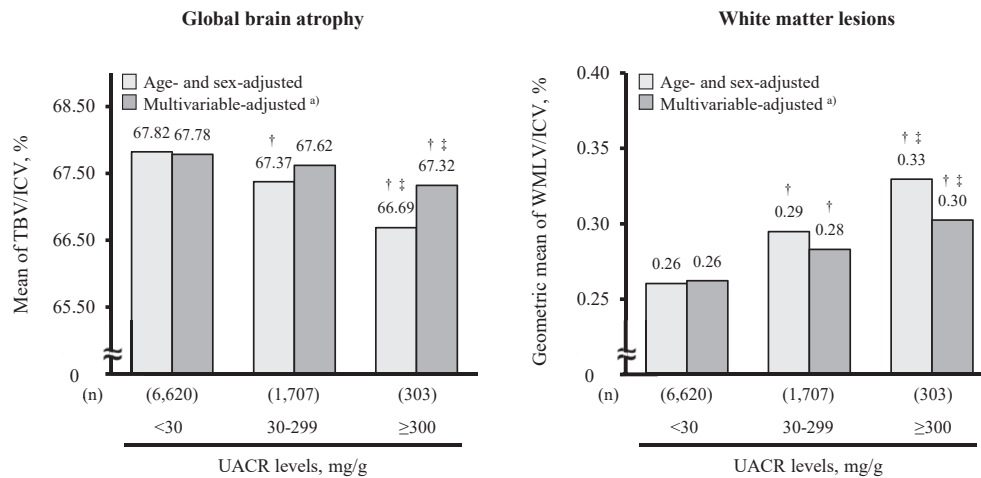 Global brain atrophy
Age- and sex-adjusted
Multivariable-adjusted a)
Mean of TBV/ICV, %
68.50
67.50
66.50
65.50
0
67.82 67.78
†
67.37 67.62
† ‡
66.69
† ‡
67.32
(n) (6,620) (1,707) (303)
<30 30-299 ≥300
UACR levels, mg/g
White matter lesions
Age- and sex-adjusted
Multivariable-adjusted a)
Geometric mean of WMLV/ICV, %
0.40
0.35
0.30
0.25
0
0.26 0.26
†
0.29
†
0.28
† ‡
0.33
† ‡
0.30
(n) (6,620) (1,707) (303)
<30 30-299 ≥300
UACR levels, mg/g